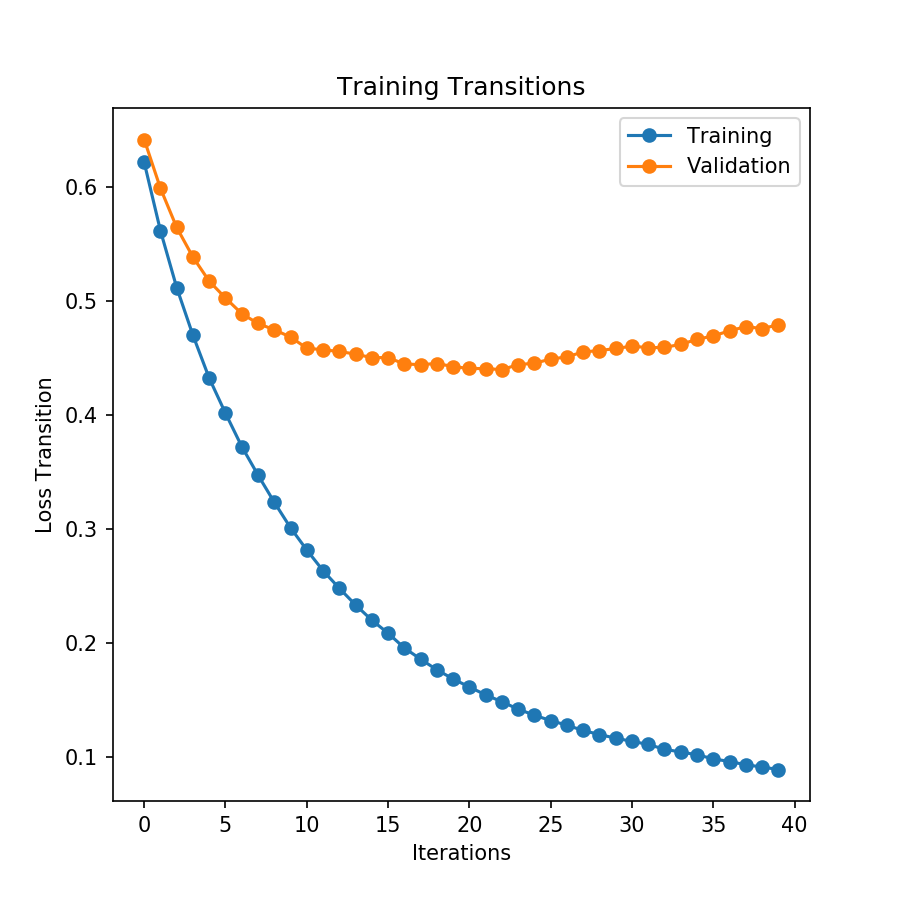 Training Transitions
Training
Validation
Loss Transition
0.6
0.5
0.4
0.3
0.2
0.1
0 5 10 15 20 25 30 35 40
Iterations